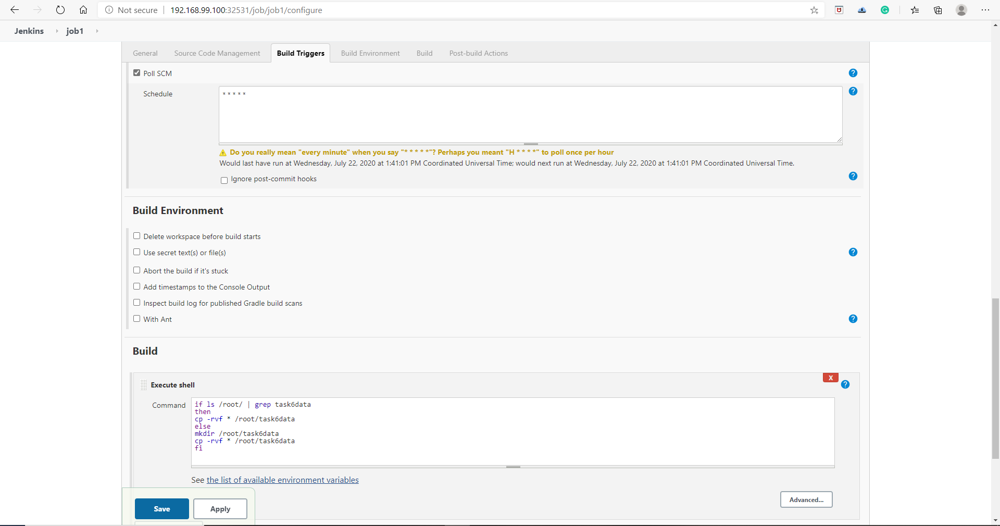 Not secure | 192.168.99.100:32531/job/job1/configure
Jenkins job1
General Source Code Management Build Triggers Build Environment Build Post-build Actions
Poll SCM
Schedule
* * * * *
Do you really mean "every minute" when you say "* * * * *"? Perhaps you meant "H * * * *" to poll once per hour
Would last have run at Wednesday, July 22, 2020 at 1:41:01 PM Coordinated Universal Time; would next run at Wednesday, July 22, 2020 at 1:41:01 PM Coordinated Universal Time.
Ignore post-commit hooks
Build Environment
Delete workspace before build starts
Use secret text(s) or file(s)
Abort the build if it's stuck
Add timestamps to the Console Output
Inspect build log for published Gradle build scans
With Ant
Build
X
Execute shell
Command
if ls /root/ | grep task6data
then
cp -rvf * /root/task6data
else
mkdir /root/task6data
cp -rvf * /root/task6data
fi
See the list of available environment variables
Advanced...
Save Apply